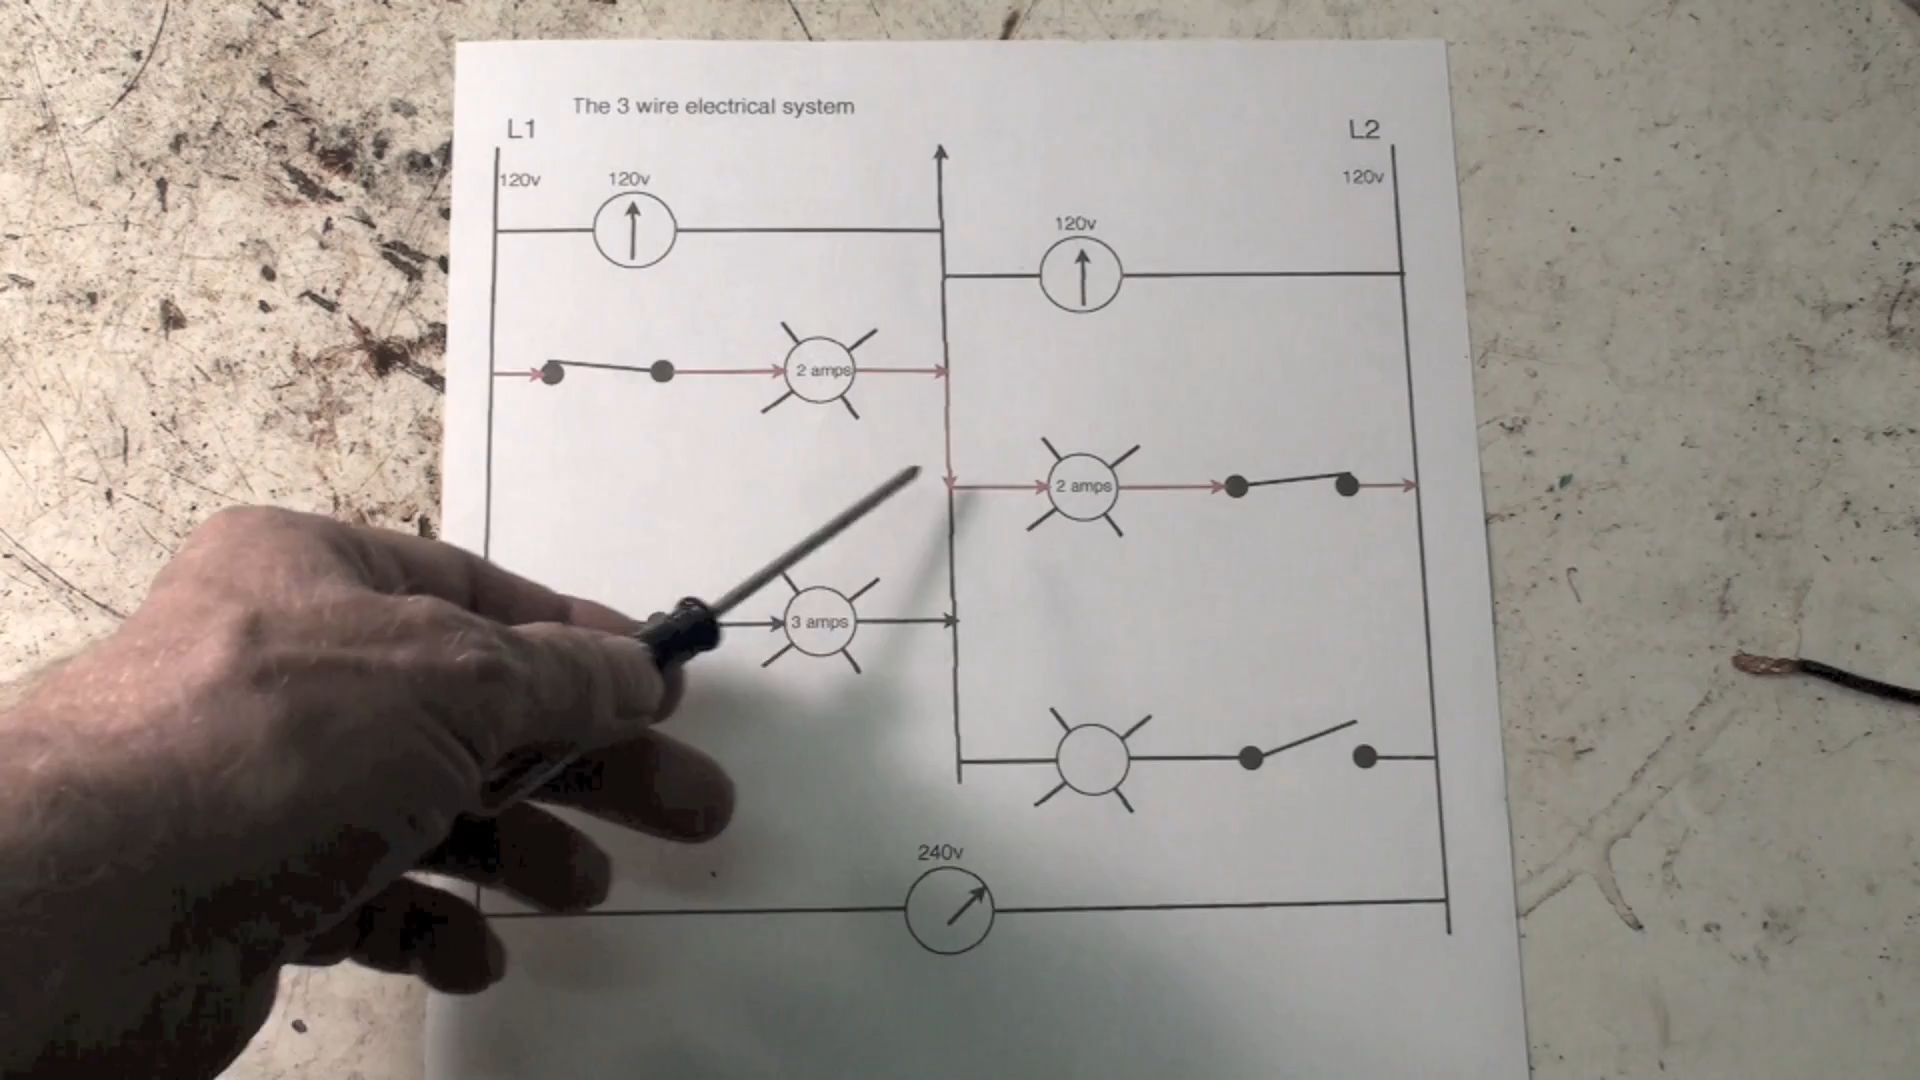 The 3 wire electrical system
L1
L2
120v
120v
120v
120v
2 amps
2 amps
3 amps
240v